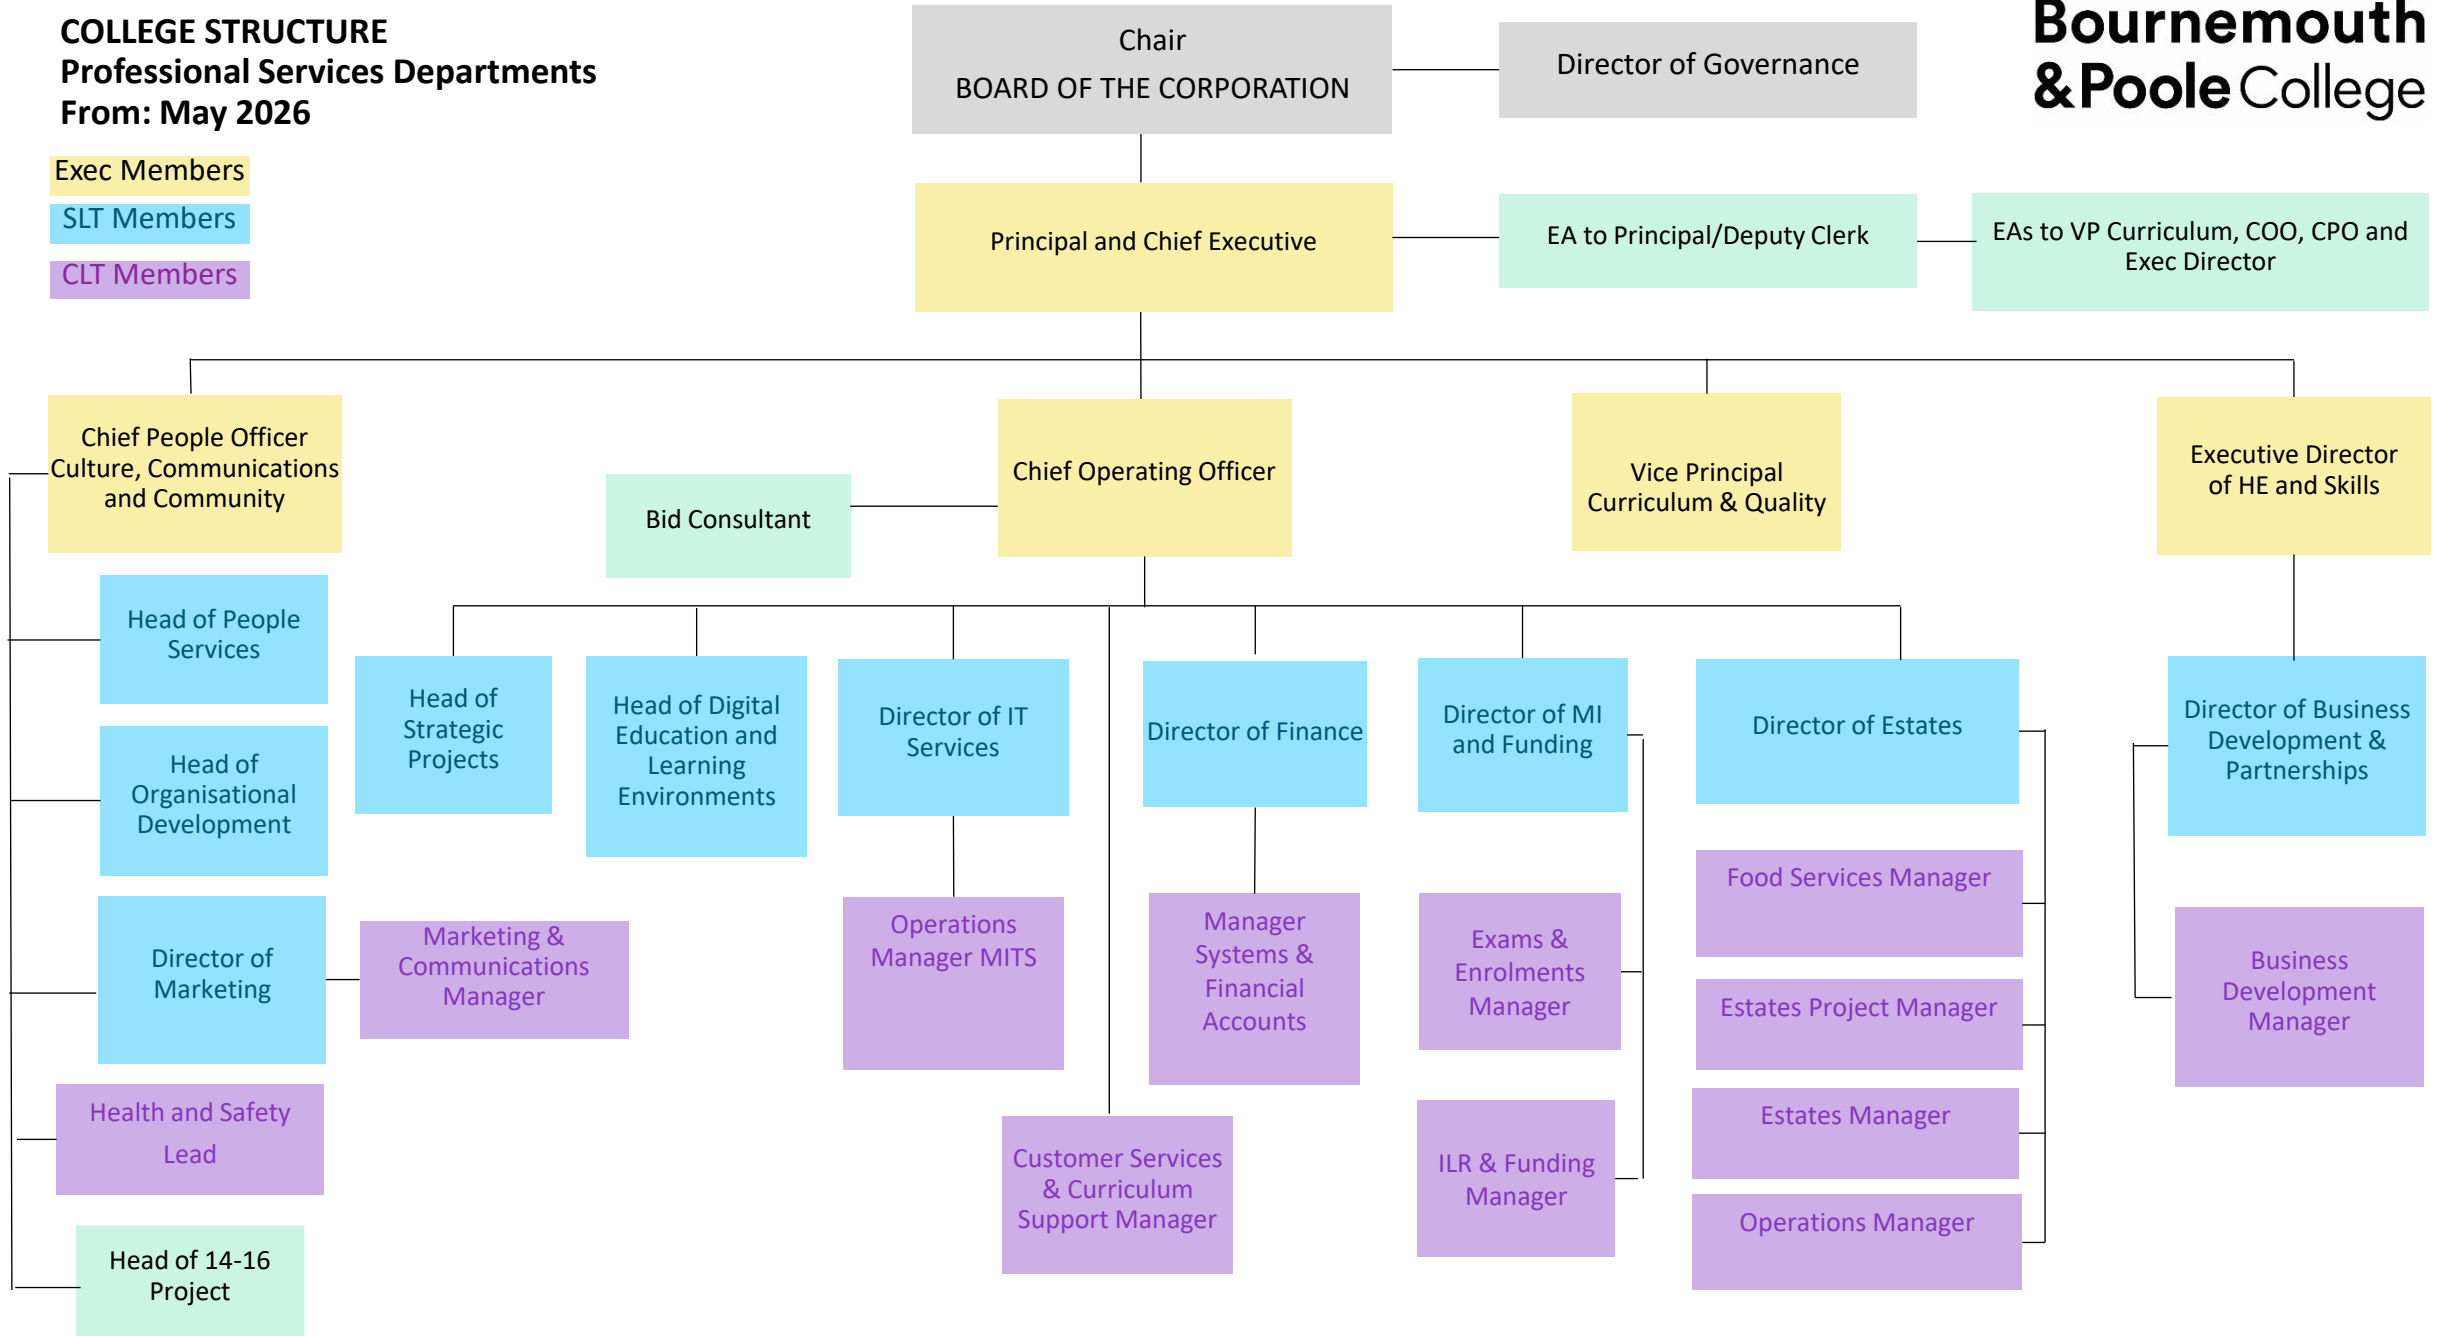 COLLEGE STRUCTURE
Professional Services Departments
From: May 2026
Bournemouth
& Poole College
Exec Members
SLT Members
CLT Members
Chair
BOARD OF THE CORPORATION
Director of Governance
Principal and Chief Executive
EA to Principal/Deputy Clerk
EAs to VP Curriculum, COO, CPO and
Exec Director
Chief People Officer
Culture, Communications
and Community
Bid Consultant
Chief Operating Officer
Vice Principal
Curriculum & Quality
Executive Director
of HE and Skills
Head of People
Services
Head of
Organisational
Development
Director of
Marketing
Marketing &
Communications
Manager
Health and Safety
Lead
Head of 14-16
Project
Head of
Strategic
Projects
Head of Digital
Education and
Learning
Environments
Director of IT
Services
Operations
Manager MITS
Customer Services
& Curriculum
Support Manager
Director of Finance
Manager
Systems &
Financial
Accounts
Director of MI
and Funding
Exams &
Enrolments
Manager
ILR & Funding
Manager
Director of Estates
Food Services Manager
Estates Project Manager
Estates Manager
Operations Manager
Director of Business
Development &
Partnerships
Business
Development
Manager